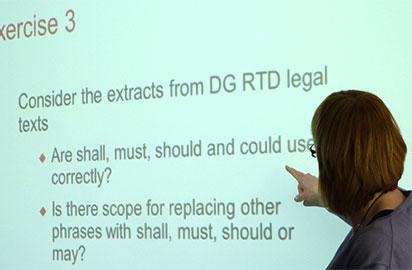 xercise 3
Consider the extracts from DG RTD legal
texts
♦ Are shall, must, should and could use
correctly?
♦ Is there scope for replacing other
phrases with shall, must, should or
may?